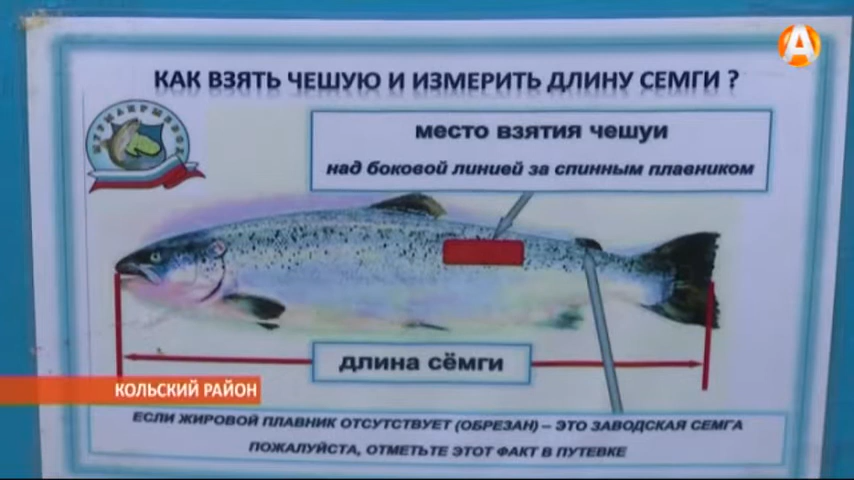 А
КАК ВЗЯТЬ ЧЕШУЮ И ИЗМЕРИТЬ ДЛИНУ СЕМГИ ?
МУРМАНРЫБВОД
место взятия чешуи
над боковой линией за спинным плавником
длина сёмги
КОЛЬСКИЙ РАЙОН
ЕСЛИ ЖИРОВОЙ ПЛАВНИК ОТСУТСТВУЕТ (ОБРЕЗАН) – ЭТО ЗАВОДСКАЯ СЕМГА
ПОЖАЛУЙСТА, ОТМЕТЬТЕ ЭТОТ ФАКТ В ПУТЕВКЕ